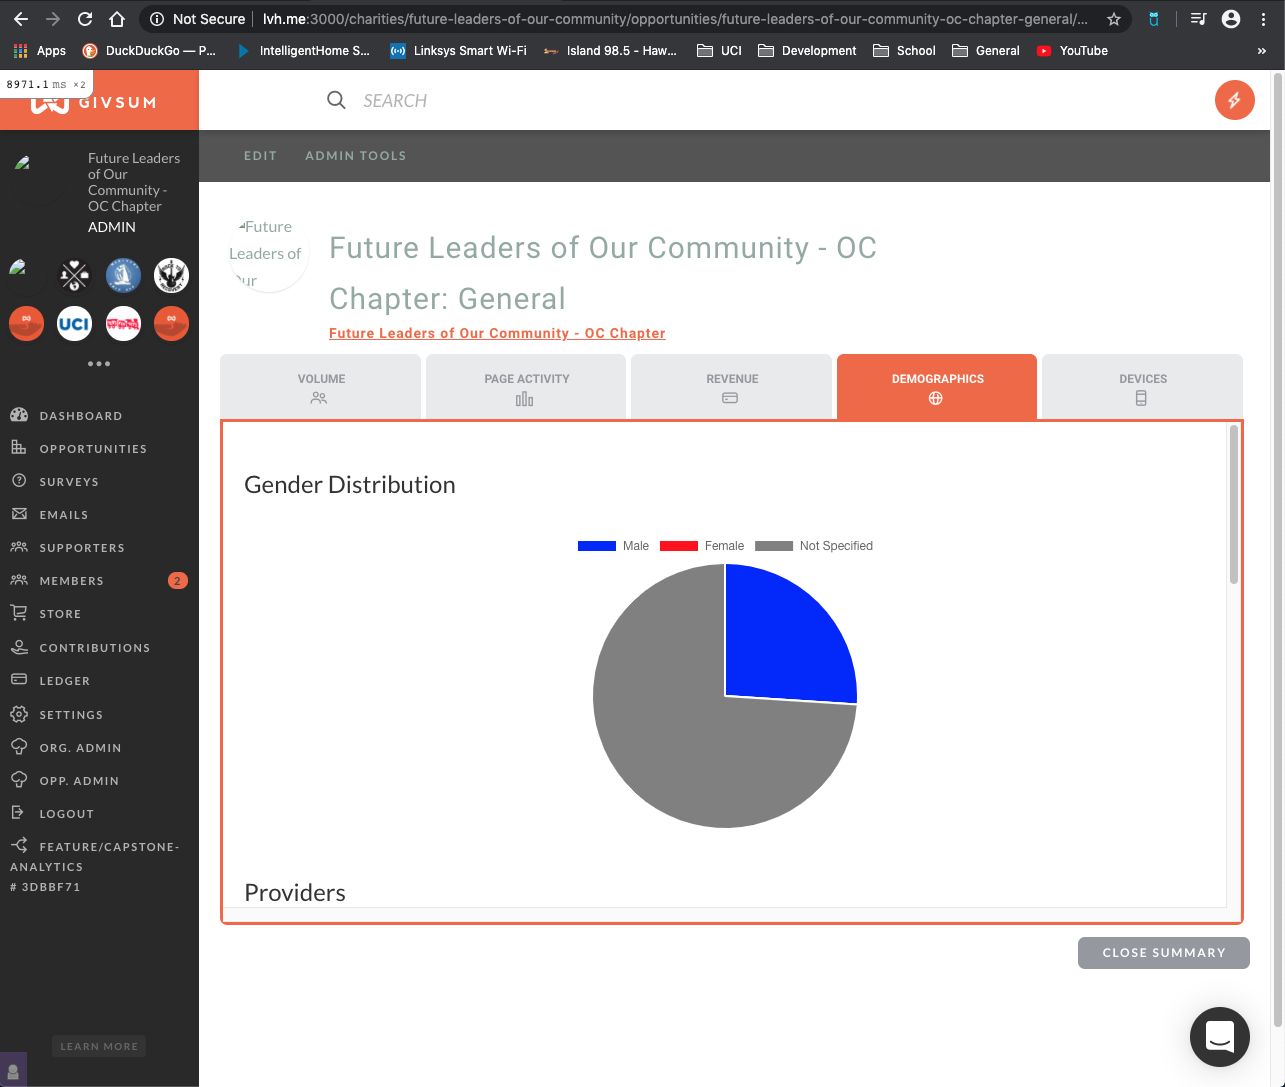 Not Secure | lvh.me:3000/charities/future-leaders-of-our-community/opportunities/future-leaders-of-our-community-oc-chapter-general/...
Apps DuckDuckGo — P... IntelligentHome S... Linksys Smart Wi-Fi Island 98.5 - Haw... UCI Development School General YouTube »
8971.1 ms ×2
GIVSUM
SEARCH
EDIT ADMIN TOOLS
Future Leaders
of Our
Community -
OC Chapter
ADMIN
UCI
DASHBOARD
OPPORTUNITIES
SURVEYS
EMAILS
SUPPORTERS
MEMBERS 2
STORE
CONTRIBUTIONS
LEDGER
SETTINGS
ORG. ADMIN
OPP. ADMIN
LOGOUT
FEATURE/CAPSTONE-
ANALYTICS
# 3DBBF71
LEARN MORE
Future
Leaders of
Our
Future Leaders of Our Community - OC
Chapter: General
Future Leaders of Our Community - OC Chapter
VOLUME PAGE ACTIVITY REVENUE DEMOGRAPHICS DEVICES
Gender Distribution
Male Female Not Specified
Providers
CLOSE SUMMARY